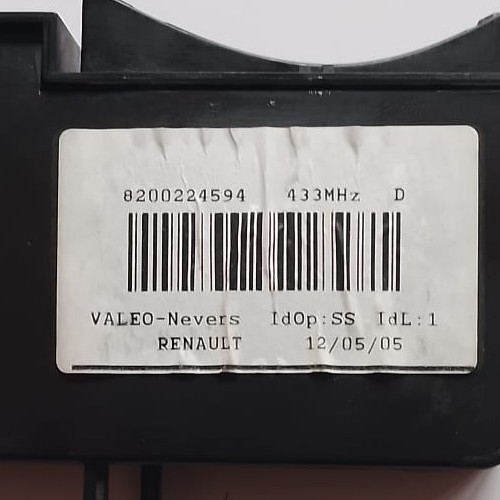 8200224594 433MHz D
VALEO-Nevers IdOp:SS IdL:1
RENAULT 12/05/05